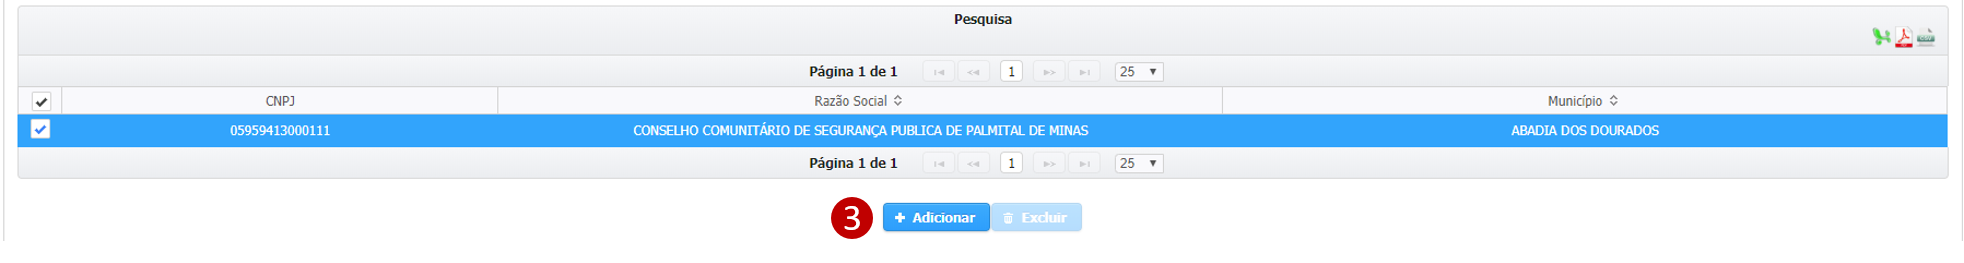 Pesquisa
CSV
Página 1 de 1 1 25
CNPJ Razão Social Município
05959413000111 CONSELHO COMUNITÁRIO DE SEGURANÇA PUBLICA DE PALMITAL DE MINAS ABADIA DOS DOURADOS
Página 1 de 1 1 25
3 + Adicionar Excluir